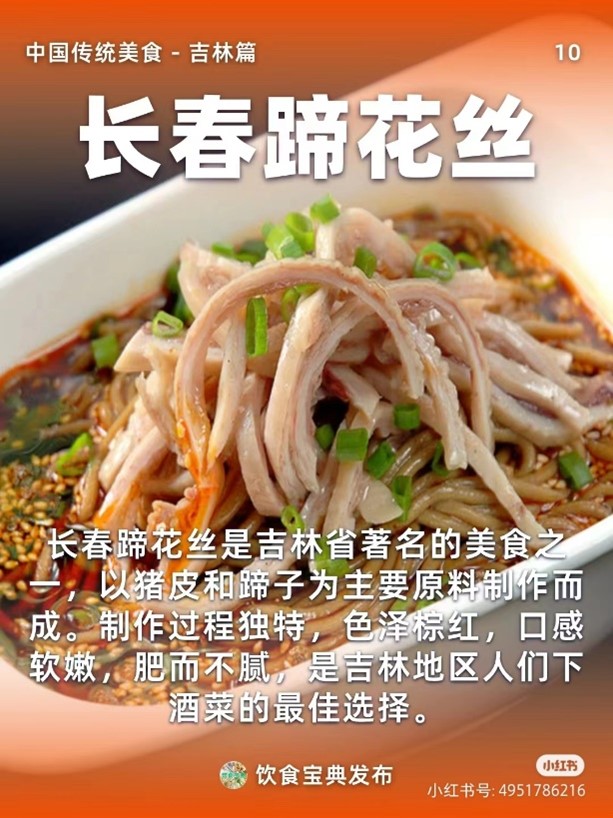 中国传统美食 - 吉林篇
10
长春蹄花丝
长春蹄花丝是吉林省著名的美食之
一，以猪皮和蹄子为主要原料制作而
成。制作过程独特，色泽棕红，口感
软嫩，肥而不腻，是吉林地区人们下
酒菜的最佳选择。
饮食宝典发布
小红书
小红书号: 4951786216